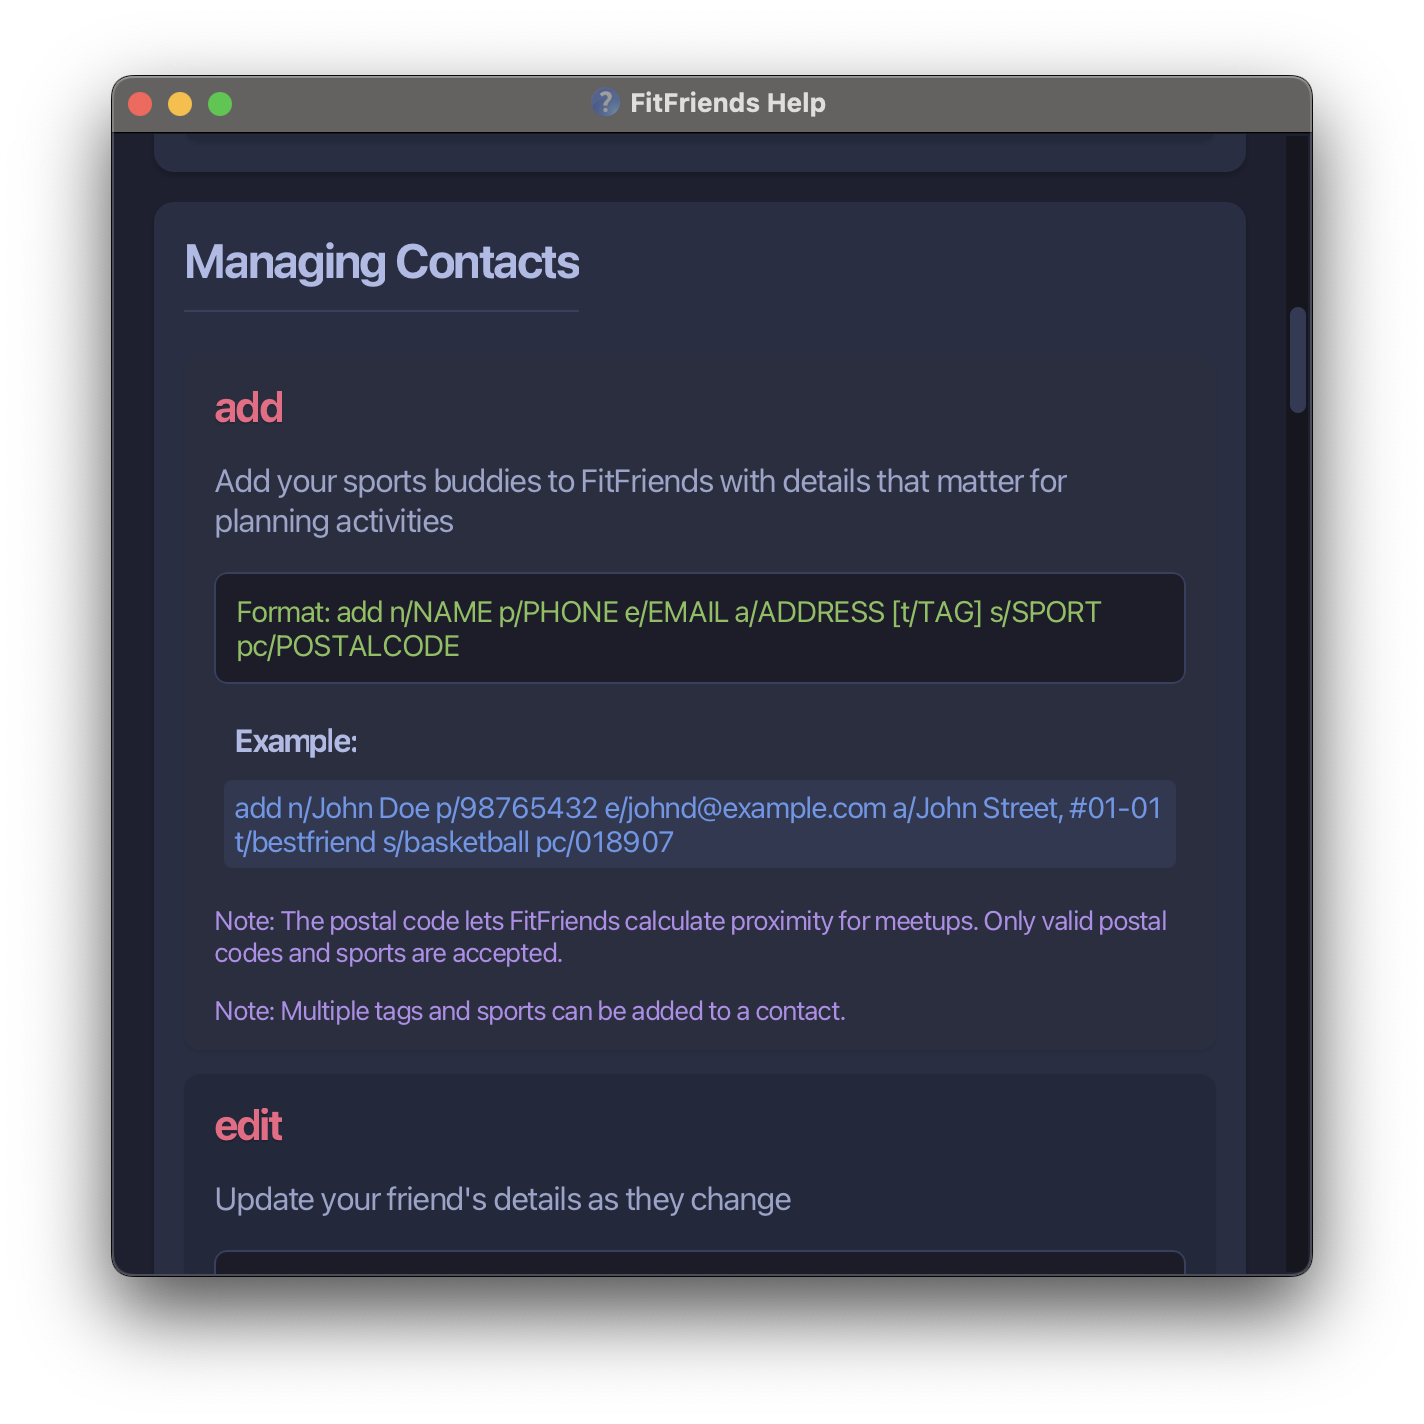 FitFriends Help
Managing Contacts
add
Add your sports buddies to FitFriends with details that matter for
planning activities
Format: add n/NAME p/PHONE e/EMAIL a/ADDRESS [t/TAG] s/SPORT
pc/POSTALCODE
Example:
add n/John Doe p/98765432 e/johnd@example.com a/John Street, #01-01
t/bestfriend s/basketball pc/018907
Note: The postal code lets FitFriends calculate proximity for meetups. Only valid postal
codes and sports are accepted.
Note: Multiple tags and sports can be added to a contact.
edit
Update your friend's details as they change